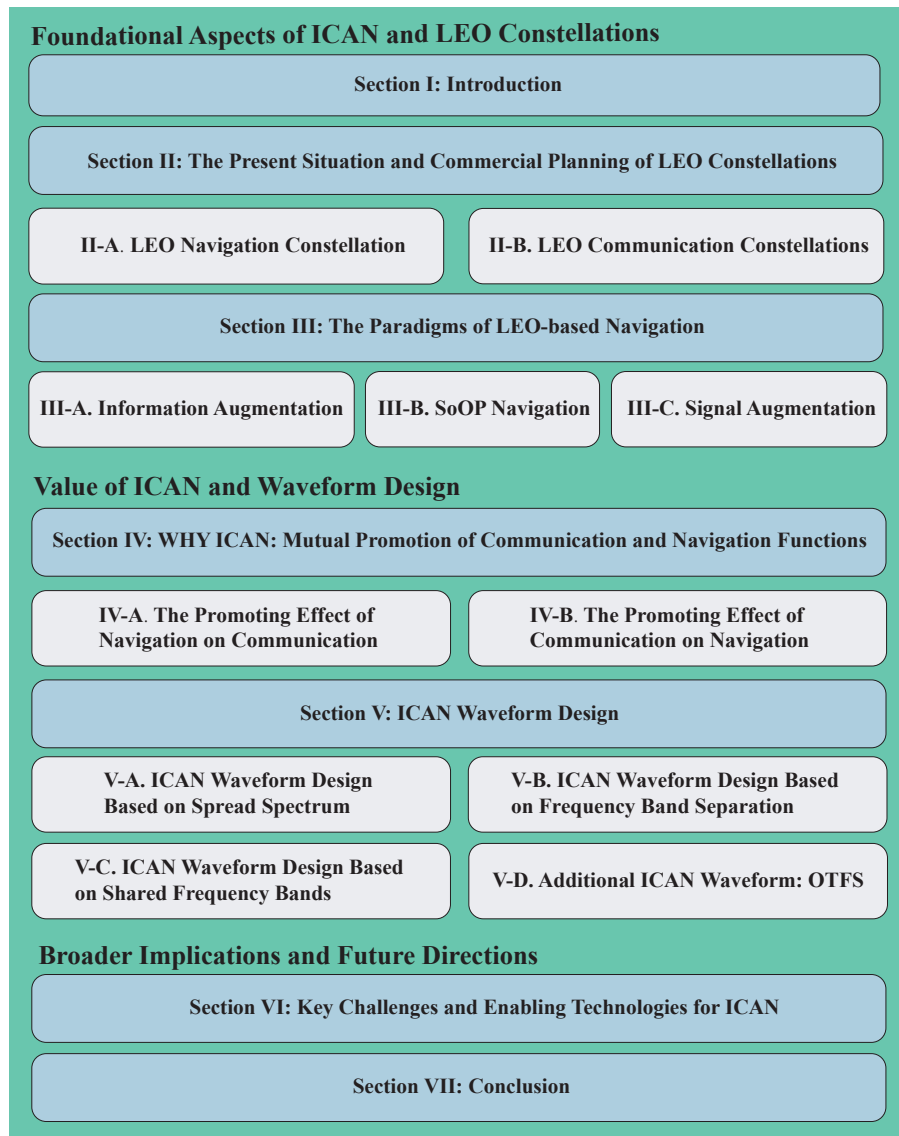 Foundational Aspects of ICAN and LEO Constellations
Section I: Introduction
Section II: The Present Situation and Commercial Planning of LEO Constellations
II-A. LEO Navigation Constellation
II-B. LEO Communication Constellations
Section III: The Paradigms of LEO-based Navigation
III-A. Information Augmentation
III-B. SoOP Navigation
III-C. Signal Augmentation
Value of ICAN and Waveform Design
Section IV: WHY ICAN: Mutual Promotion of Communication and Navigation Functions
IV-A. The Promoting Effect of
Navigation on Communication
IV-B. The Promoting Effect of
Communication on Navigation
Section V: ICAN Waveform Design
V-A. ICAN Waveform Design
Based on Spread Spectrum
V-B. ICAN Waveform Design Based
on Frequency Band Separation
V-C. ICAN Waveform Design Based
on Shared Frequency Bands
V-D. Additional ICAN Waveform: OTFS
Broader Implications and Future Directions
Section VI: Key Challenges and Enabling Technologies for ICAN
Section VII: Conclusion